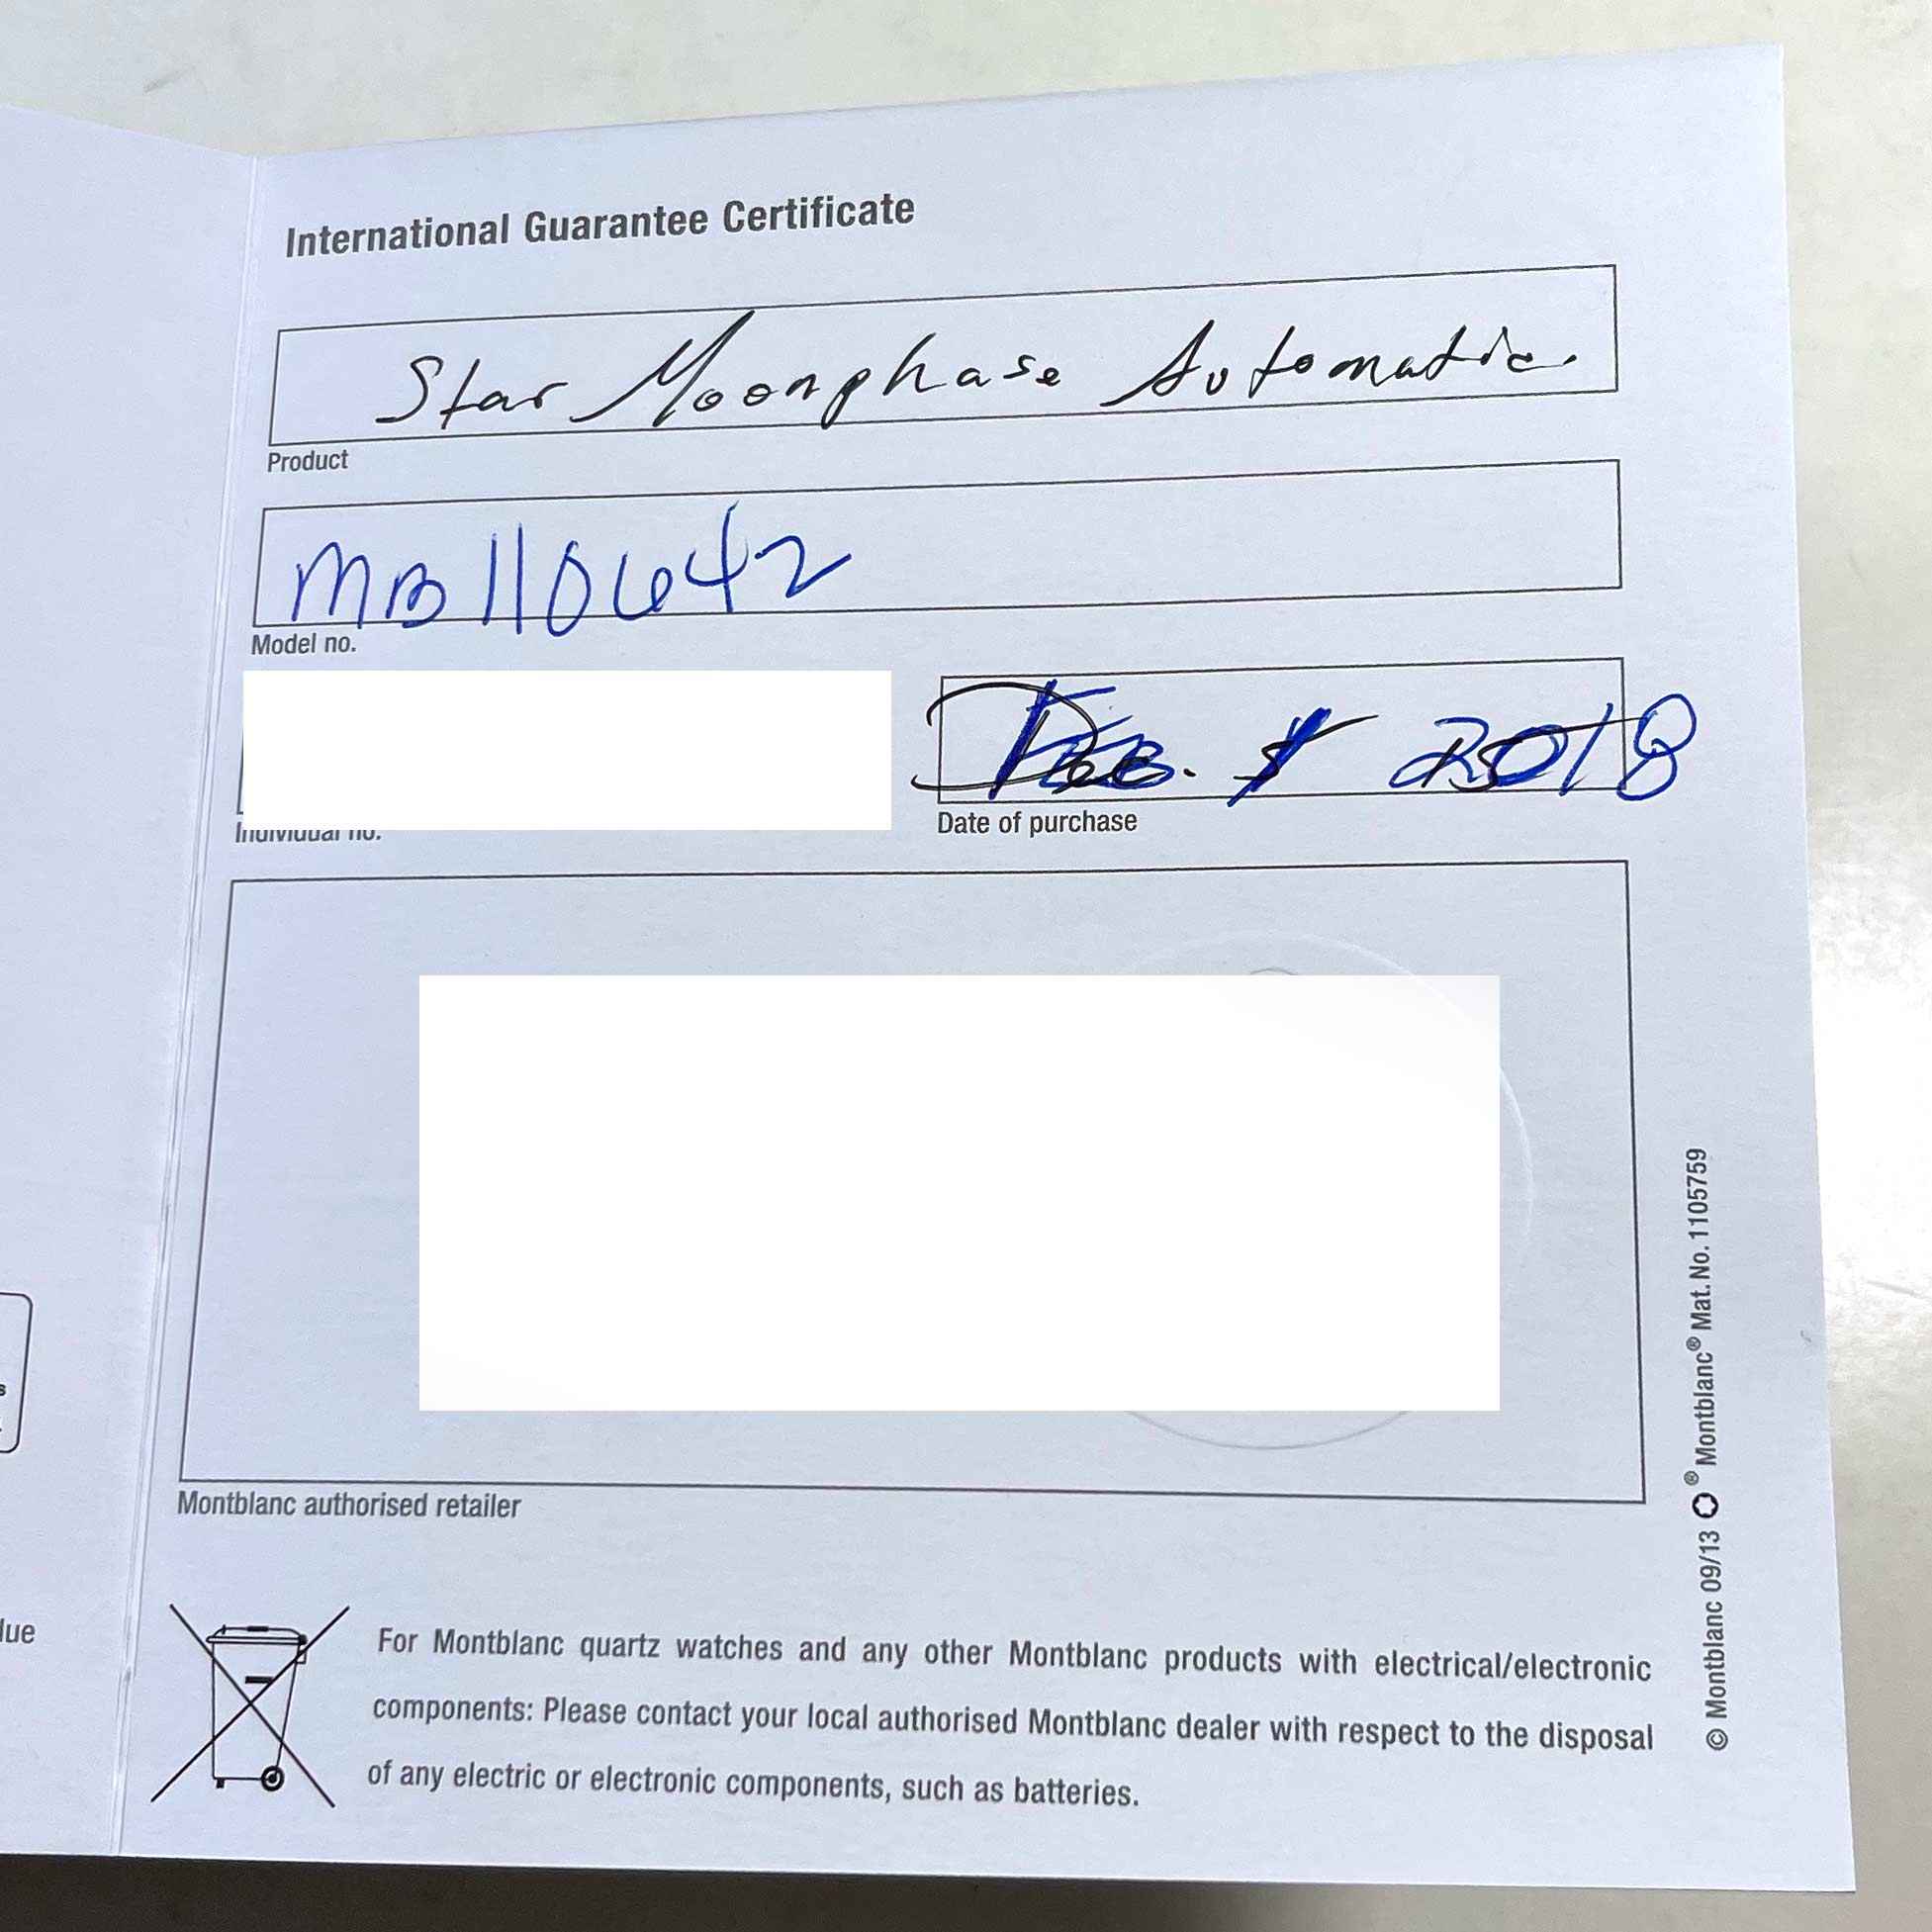 International Guarantee Certificate
Star Moonphase Automatic
Product
MB110642
Model no.
Individual no.
Dec. 2018
Date of purchase
Montblanc authorised retailer
For Montblanc quartz watches and any other Montblanc products with electrical/electronic
components: Please contact your local authorised Montblanc dealer with respect to the disposal
of any electric or electronic components, such as batteries.
© Montblanc 09/13 ® Montblanc® Mat.No. 1105759